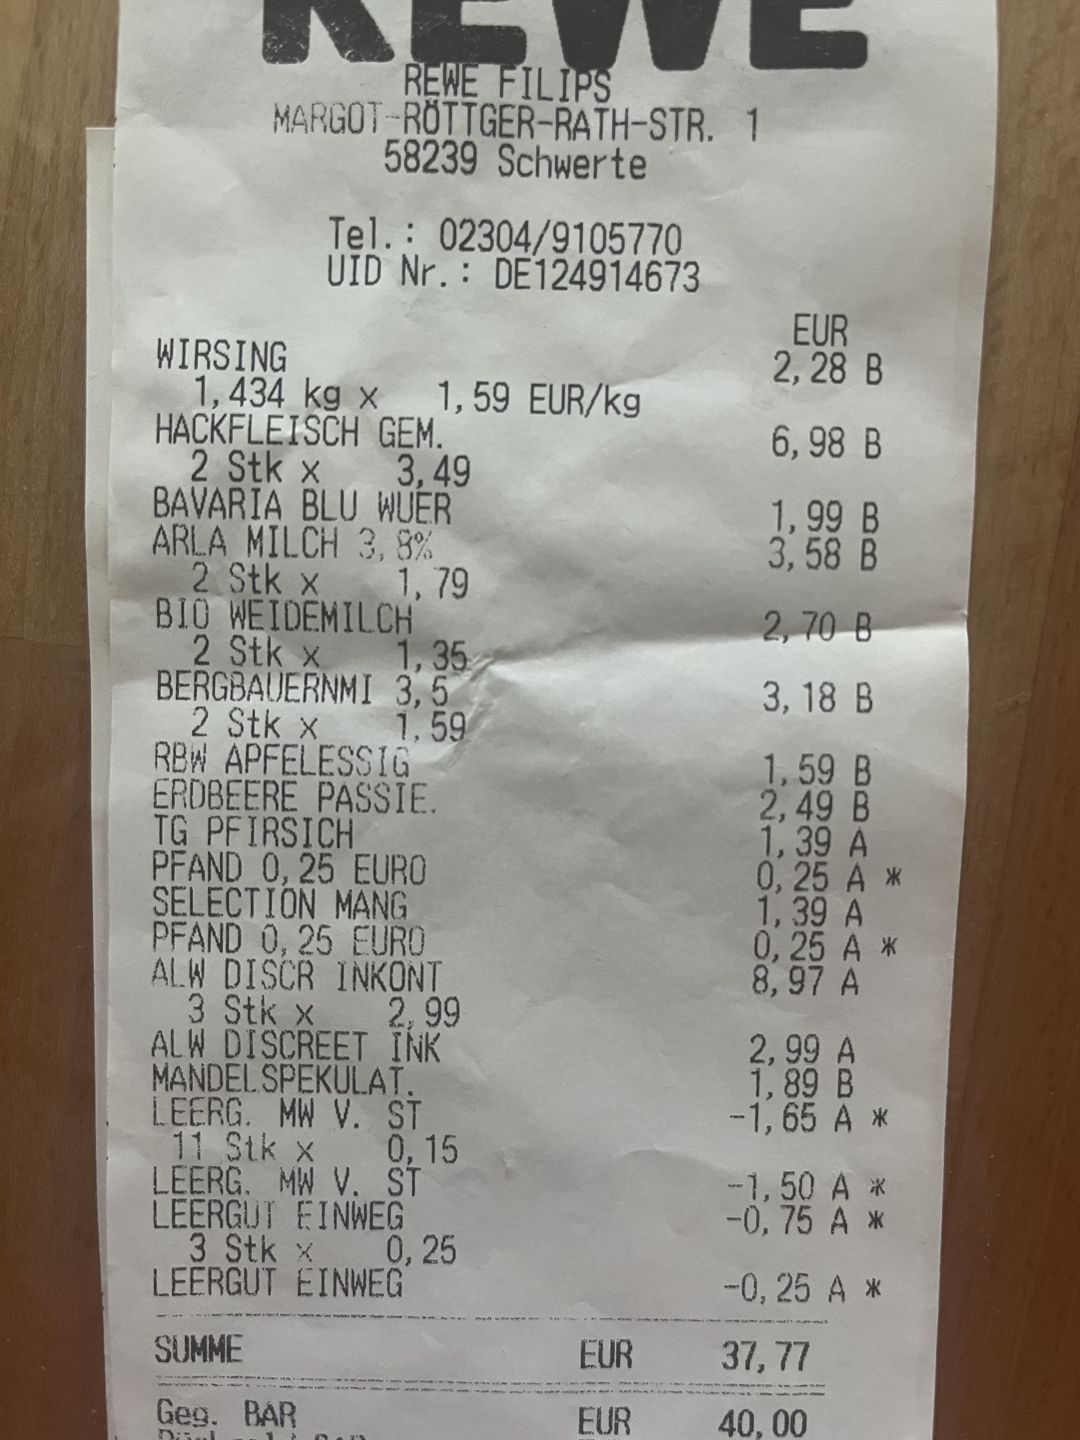 REWE
REWE FILIPS
MARGOT-RÖTTGER-RATH-STR. 1
58239 Schwerte
Tel.: 02304/9105770
UID Nr.: DE124914673
EUR
WIRSING 2,28 B
1,434 kg x 1,59 EUR/kg
HACKFLEISCH GEM. 6,98 B
2 Stk x 3,49
BAVARIA BLU WUER 1,99 B
ARLA MILCH 3,8% 3,58 B
2 Stk x 1,79
BIO WEIDEMILCH 2,70 B
2 Stk x 1,35
BERGBAUERNMI 3,5 3,18 B
2 Stk x 1,59
RBW APFELESSIG 1,59 B
ERDBEERE PASSIE. 2,49 B
TG PFIRSICH 1,39 A
PFAND 0,25 EURO 0,25 A *
SELECTION MANG 1,39 A
PFAND 0,25 EURO 0,25 A *
ALW DISCR INKONT 8,97 A
3 Stk x 2,99
ALW DISCREET INK 2,99 A
MANDELSPEKULAT. 1,89 B
LEERG. MW V. ST. -1,65 A *
11 Stk x 0,15
LEERG. MW V. ST -1,50 A *
LEERGUT EINWEG -0,75 A *
3 Stk x 0,25
LEERGUT EINWEG -0,25 A *
SUMME EUR 37,77
Geg. BAR EUR 40,00